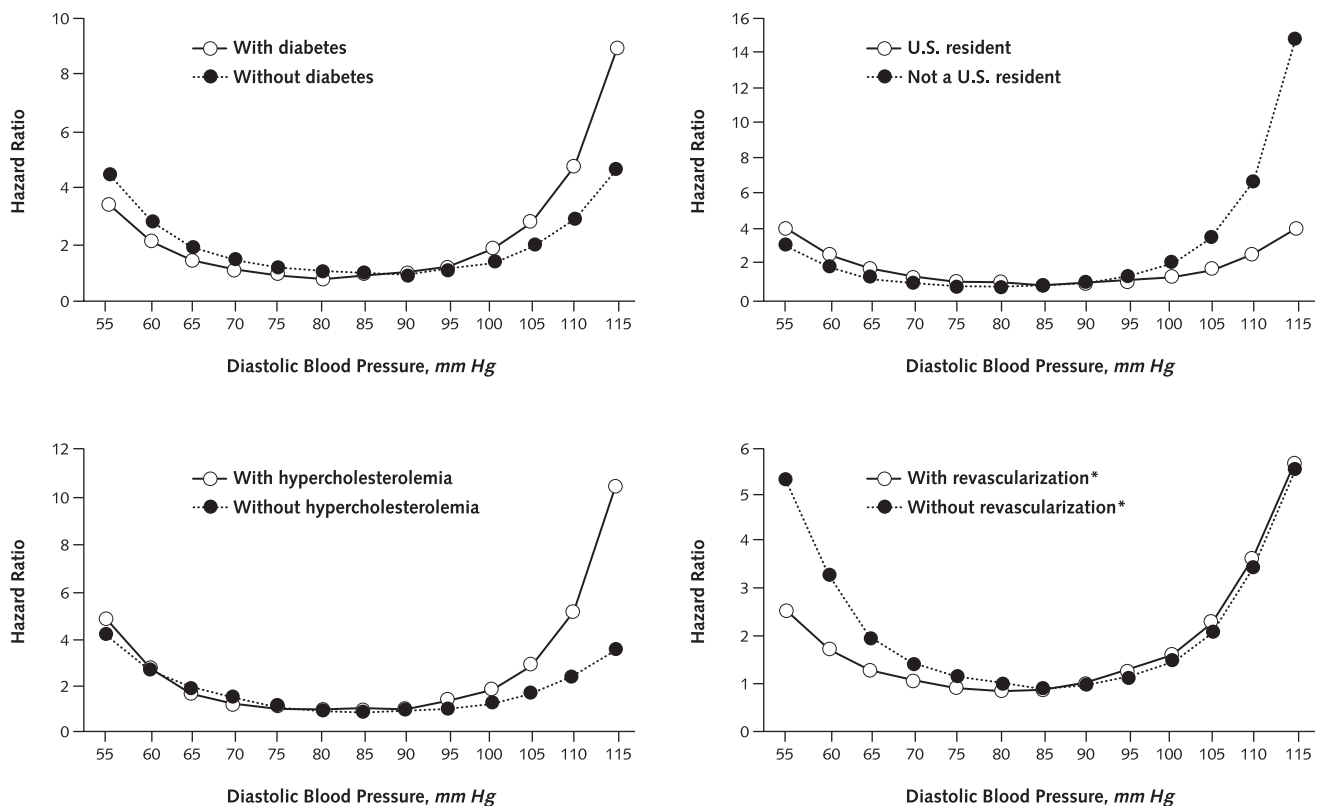 10
8
6
4
2
0
Hazard Ratio
With diabetes
Without diabetes
55 60 65 70 75 80 85 90 95 100 105 110 115
Diastolic Blood Pressure, mm Hg
16
14
12
10
8
6
4
2
0
Hazard Ratio
U.S. resident
Not a U.S. resident
55 60 65 70 75 80 85 90 95 100 105 110 115
Diastolic Blood Pressure, mm Hg
12
10
8
6
4
2
0
Hazard Ratio
With hypercholesterolemia
Without hypercholesterolemia
55 60 65 70 75 80 85 90 95 100 105 110 115
Diastolic Blood Pressure, mm Hg
6
5
4
3
2
1
0
Hazard Ratio
With revascularization*
Without revascularization*
55 60 65 70 75 80 85 90 95 100 105 110 115
Diastolic Blood Pressure, mm Hg